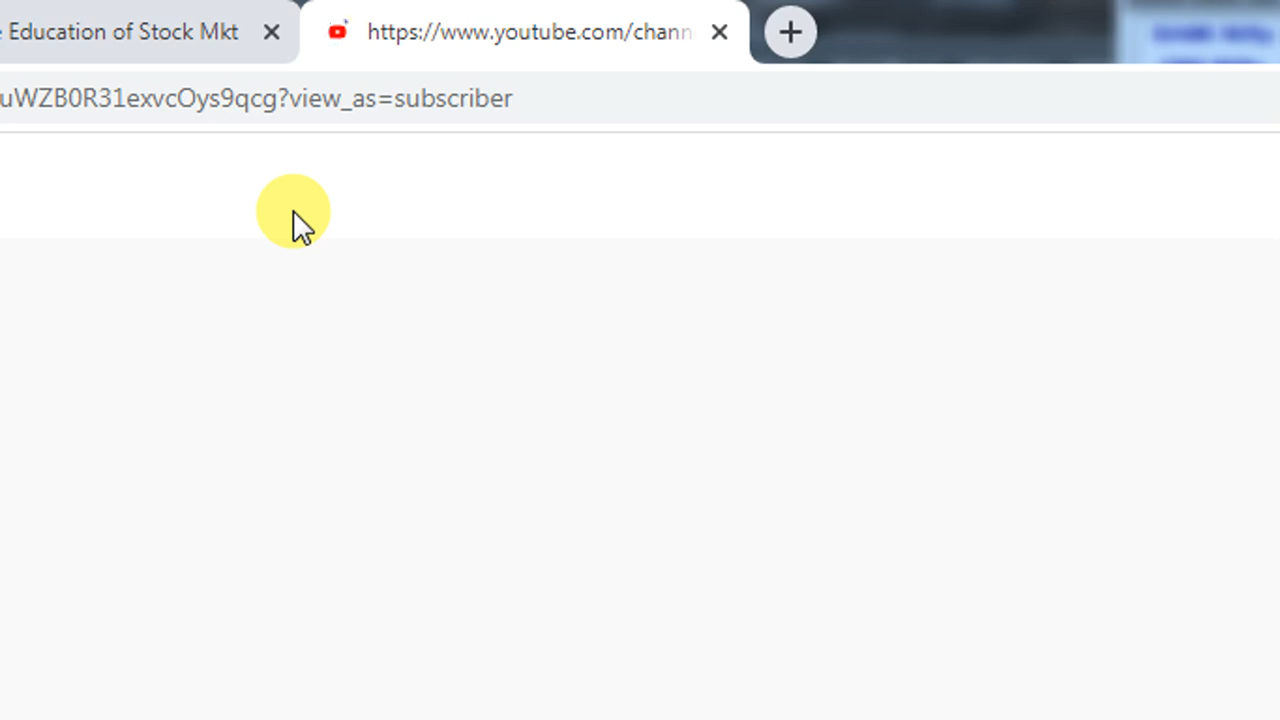 Education of Stock Mkt
https://www.youtube.com/chann
uWZB0R31exvcOys9qcg?view_as=subscriber